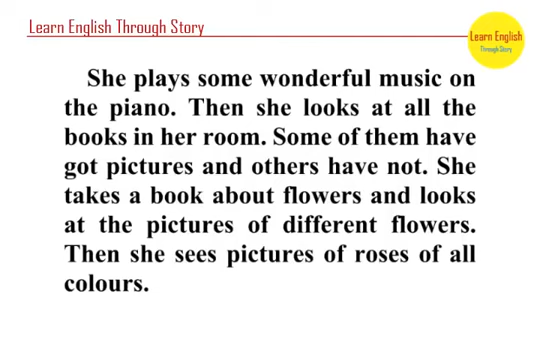 Learn English Through Story
Learn English
Through Story
She plays some wonderful music on
the piano. Then she looks at all the
books in her room. Some of them have
got pictures and others have not. She
takes a book about flowers and looks
at the pictures of different flowers.
Then she sees pictures of roses of all
colours.